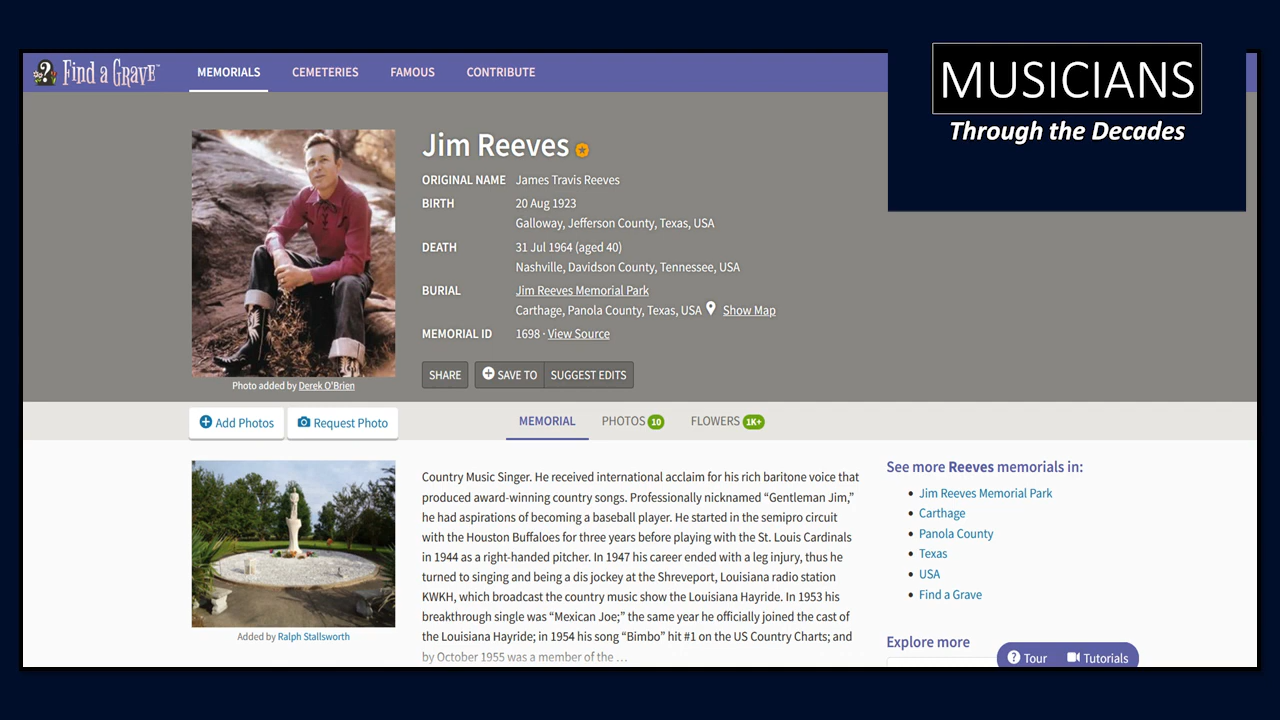 Find a Grave™
MEMORIALS CEMETERIES FAMOUS CONTRIBUTE
MUSICIANS
Through the Decades
Jim Reeves
ORIGINAL NAME James Travis Reeves
BIRTH 20 Aug 1923
Galloway, Jefferson County, Texas, USA
DEATH 31 Jul 1964 (aged 40)
Nashville, Davidson County, Tennessee, USA
BURIAL Jim Reeves Memorial Park
Carthage, Panola County, Texas, USA Show Map
MEMORIAL ID 1698 · View Source
SHARE SAVE TO SUGGEST EDITS
Photo added by Derek O'Brien
Add Photos Request Photo
MEMORIAL PHOTOS 10 FLOWERS 1K+
Country Music Singer. He received international acclaim for his rich baritone voice that
produced award-winning country songs. Professionally nicknamed “Gentleman Jim,”
he had aspirations of becoming a baseball player. He started in the semipro circuit
with the Houston Buffaloes for three years before playing with the St. Louis Cardinals
in 1944 as a right-handed pitcher. In 1947 his career ended with a leg injury, thus he
turned to singing and being a dis jockey at the Shreveport, Louisiana radio station
KWKH, which broadcast the country music show the Louisiana Hayride. In 1953 his
breakthrough single was “Mexican Joe;” the same year he officially joined the cast of
the Louisiana Hayride; in 1954 his song “Bimbo” hit #1 on the US Country Charts; and
by October 1955 was a member of the …
Added by Ralph Stallsworth
See more Reeves memorials in:
• Jim Reeves Memorial Park
• Carthage
• Panola County
• Texas
• USA
• Find a Grave
Explore more
Tour Tutorials